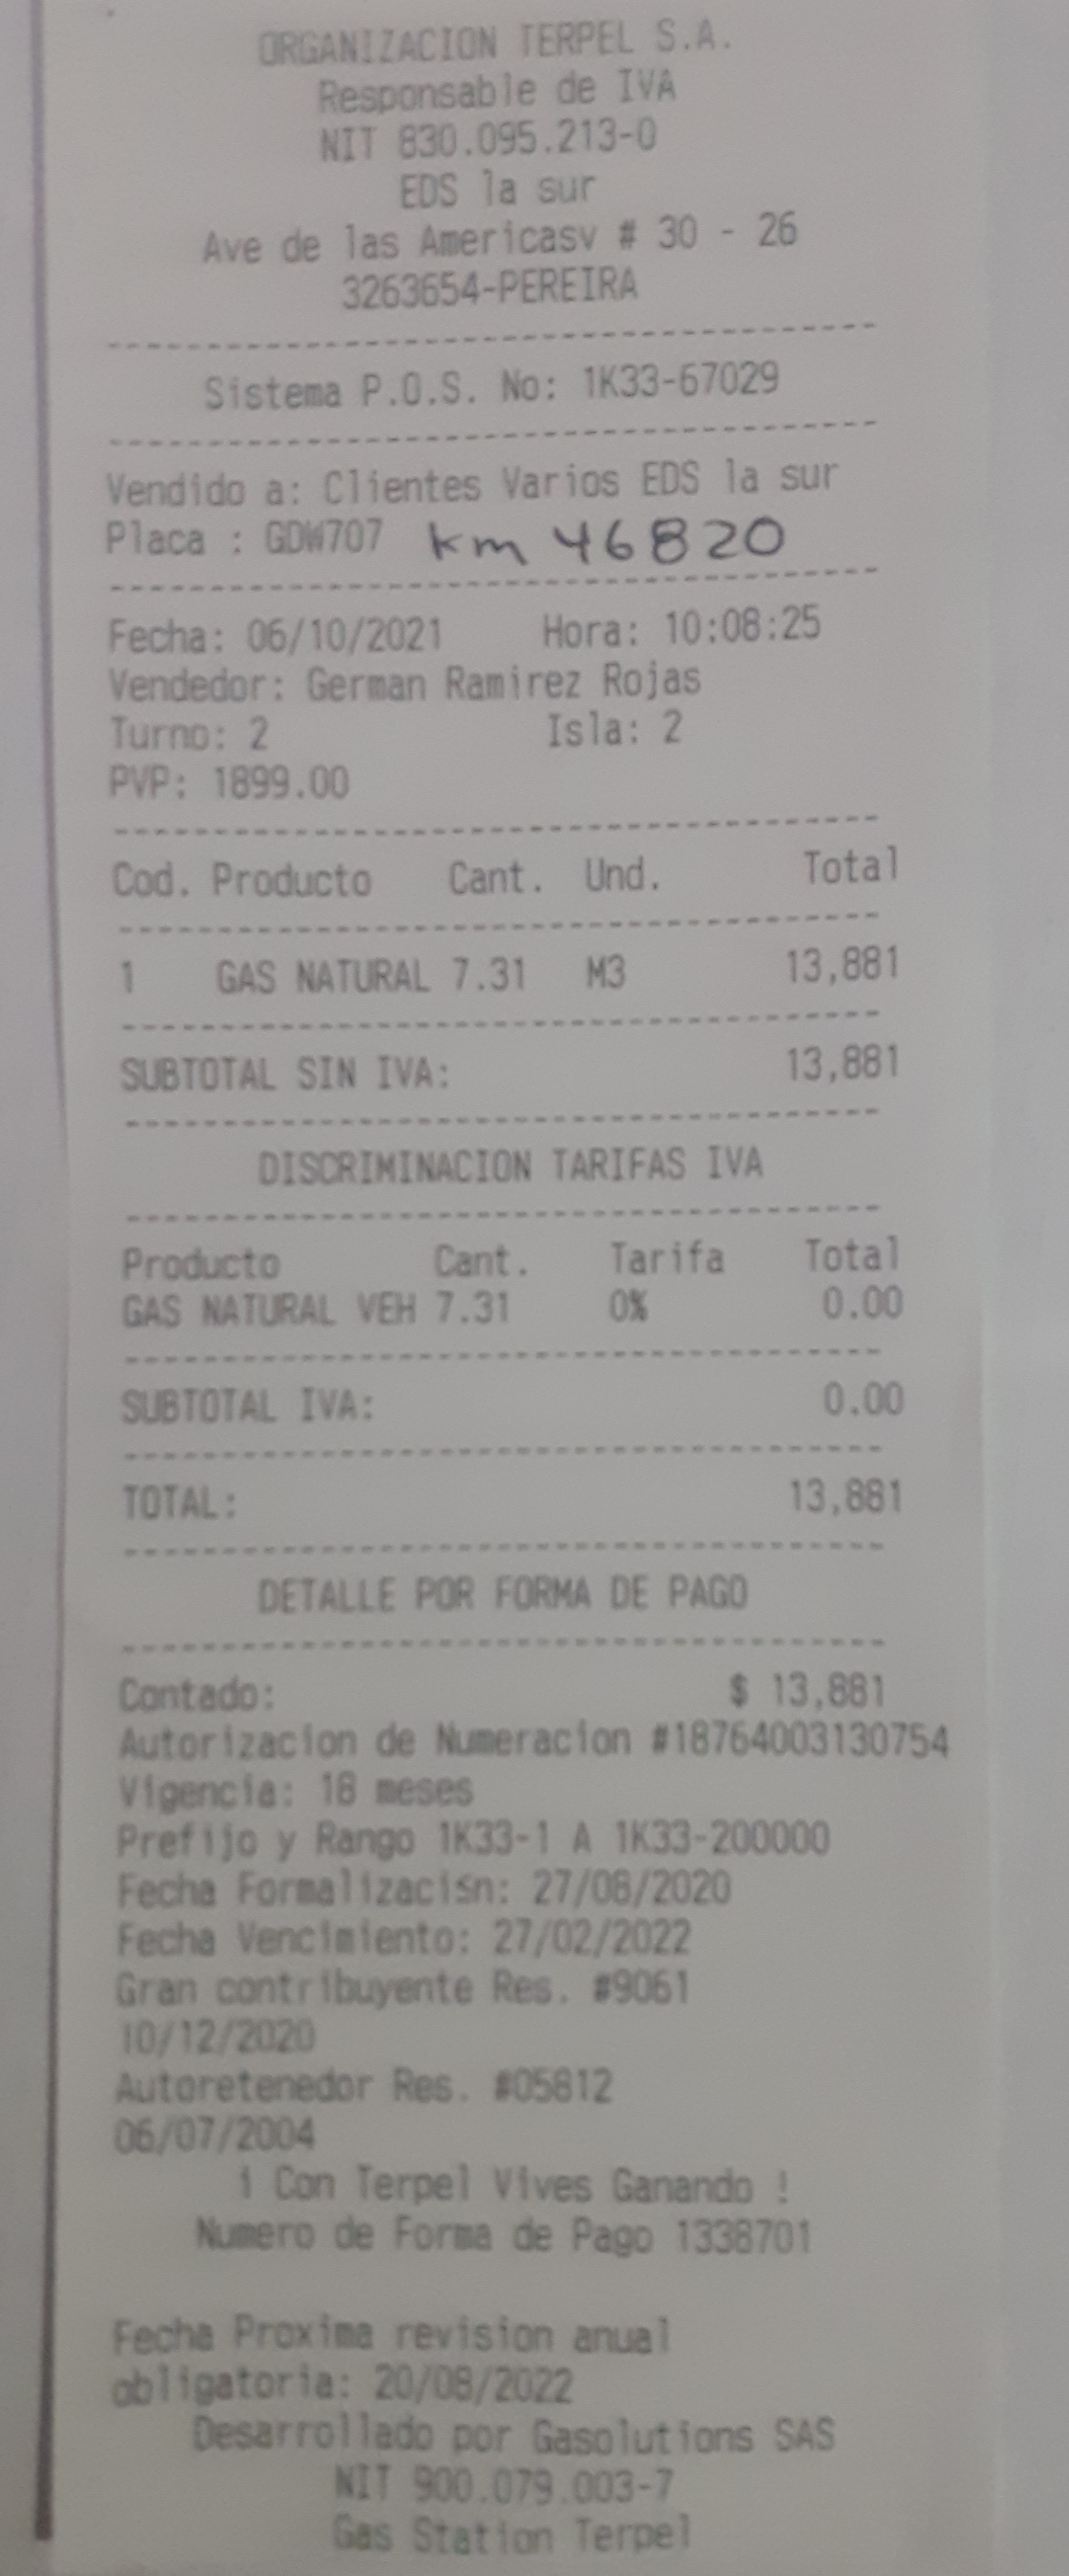 ORGANIZACION TERPEL S.A.
Responsable de IVA
NIT 830.095.213-0
EDS la sur
Ave de las Americasv # 30 - 26
3263654-PEREIRA
Sistema P.O.S. No: 1K33-67029
Vendido a: Clientes Varios EDS la sur
Placa : GDW707 km 46820
Fecha: 06/10/2021 Hora: 10:08:25
Vendedor: German Ramirez Rojas
Turno: 2 Isla: 2
PVP: 1899.00
Cod. Producto Cant. Und. Total
1 GAS NATURAL 7.31 M3 13,881
SUBTOTAL SIN IVA: 13,881
DISCRIMINACION TARIFAS IVA
Producto Cant. Tarifa Total
GAS NATURAL VEH 7.31 0% 0.00
SUBTOTAL IVA: 0.00
TOTAL: 13,881
DETALLE POR FORMA DE PAGO
Contado: $ 13,881
Autorizacion de Numeracion #18764003130754
Vigencia: 18 meses
Prefijo y Rango 1K33-1 A 1K33-200000
Fecha Formalizaciśn: 27/08/2020
Fecha Vencimiento: 27/02/2022
Gran contribuyente Res. #9061
10/12/2020
Autoretenedor Res. #05812
06/07/2004
¡ Con Terpel Vives Ganando !
Numero de Forma de Pago 1338701
Fecha Proxima revision anual
obligatoria: 20/08/2022
Desarrollado por Gasolutions SAS
NIT 900.079.003-7
Gas Station Terpel